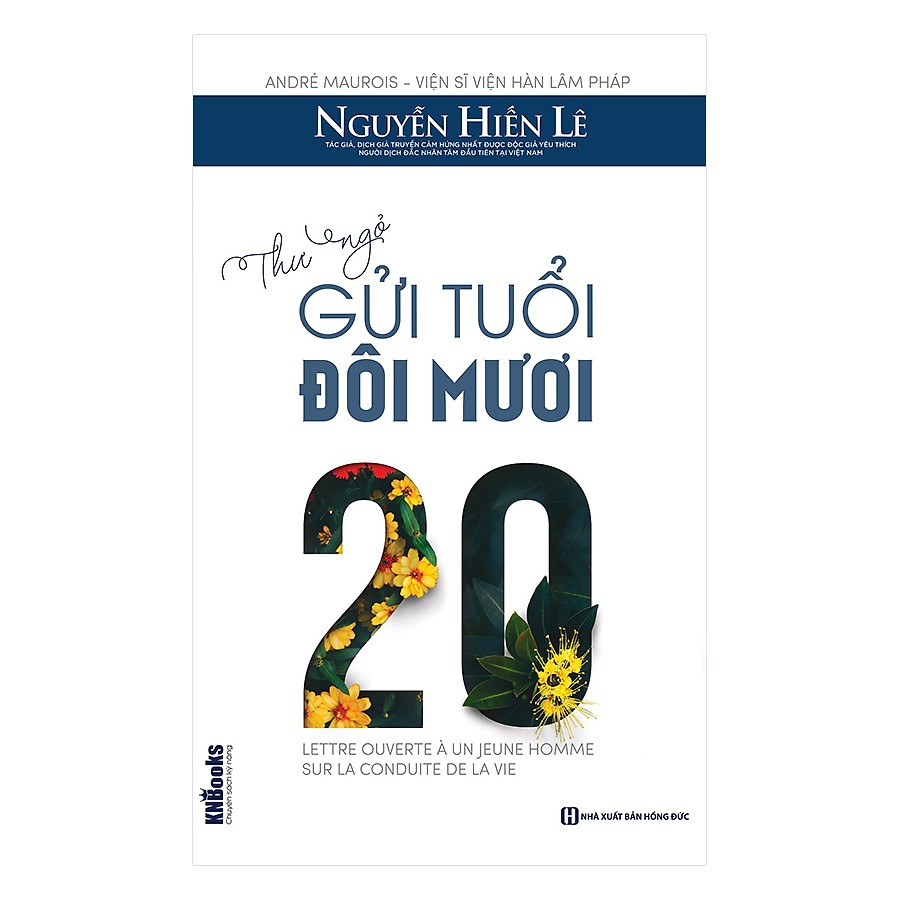 ANDRÉ MAUROIS - VIỆN SĨ VIỆN HÀN LÂM PHÁP
NGUYỄN HIẾN LÊ
TÁC GIẢ, DỊCH GIẢ TRUYỀN CẢM HỨNG NHẤT ĐƯỢC ĐỘC GIẢ YÊU THÍCH
NGƯỜI DỊCH ĐẮC NHÂN TÂM ĐẦU TIÊN TẠI VIỆT NAM
Thư ngỏ
GỬI TUỔI
ĐÔI MƯƠI
20
LETTRE OUVERTE À UN JEUNE HOMME
SUR LA CONDUITE DE LA VIE
KNBooks
Chuyên sách kỹ năng
H NHÀ XUẤT BẢN HỒNG ĐỨC